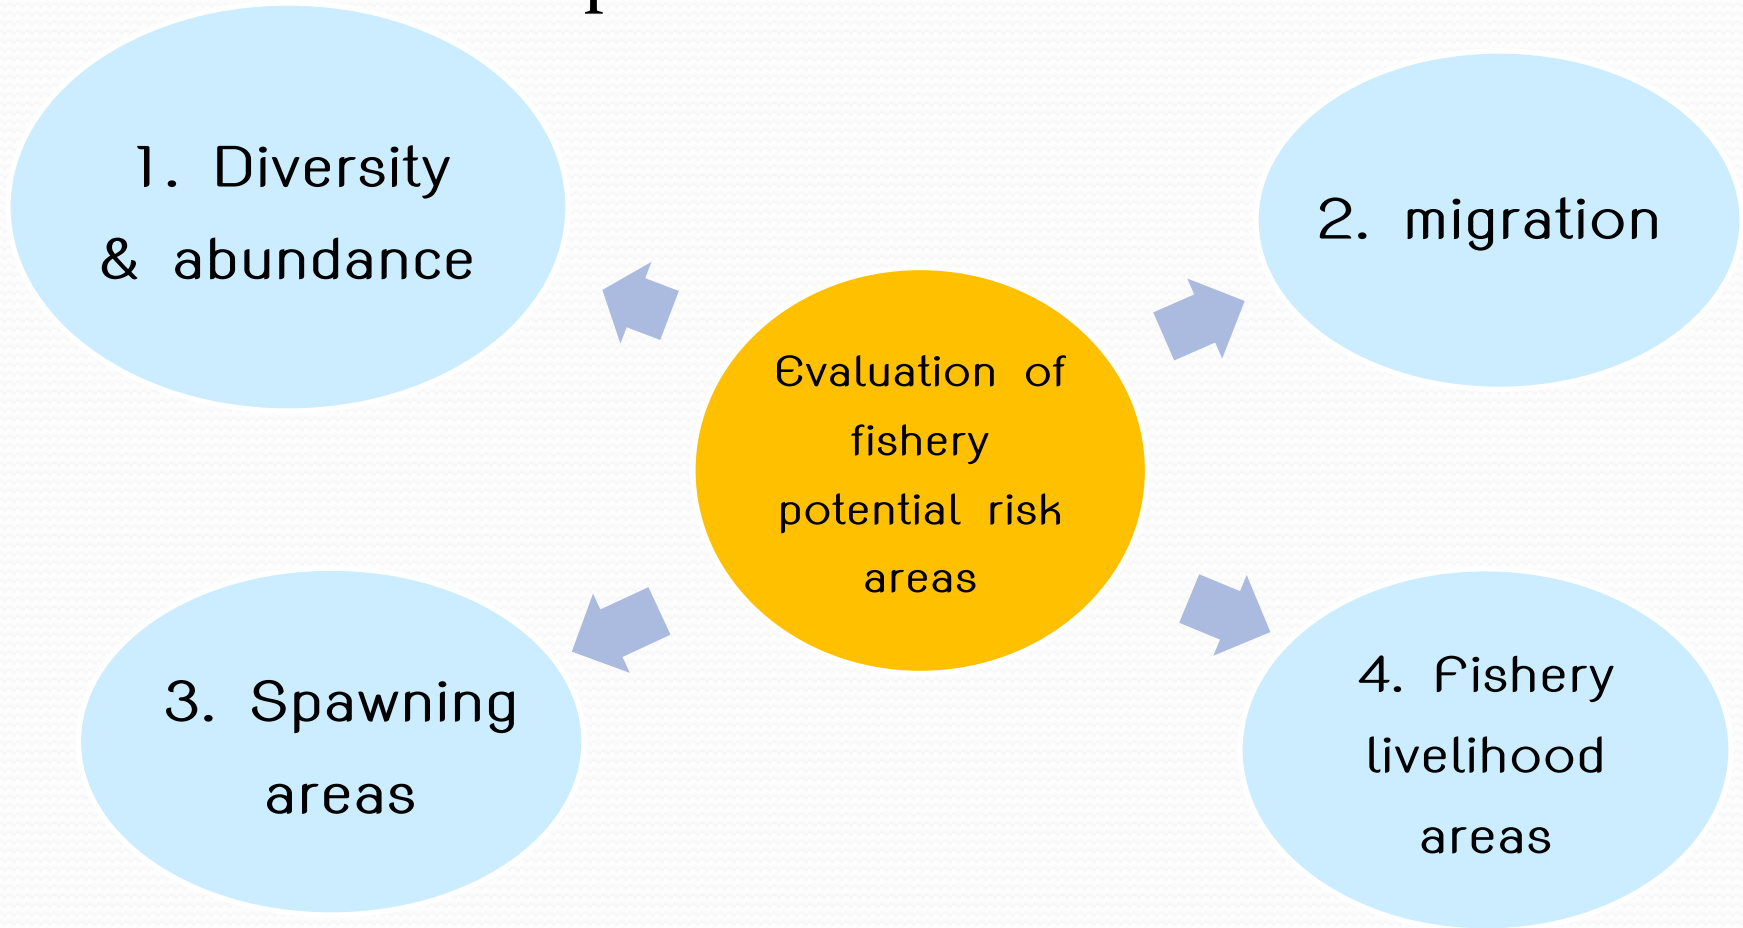 1. Diversity
& abundance
2. migration
Evaluation of
fishery
potential risk
areas
3. Spawning
areas
4. Fishery
livelihood
areas